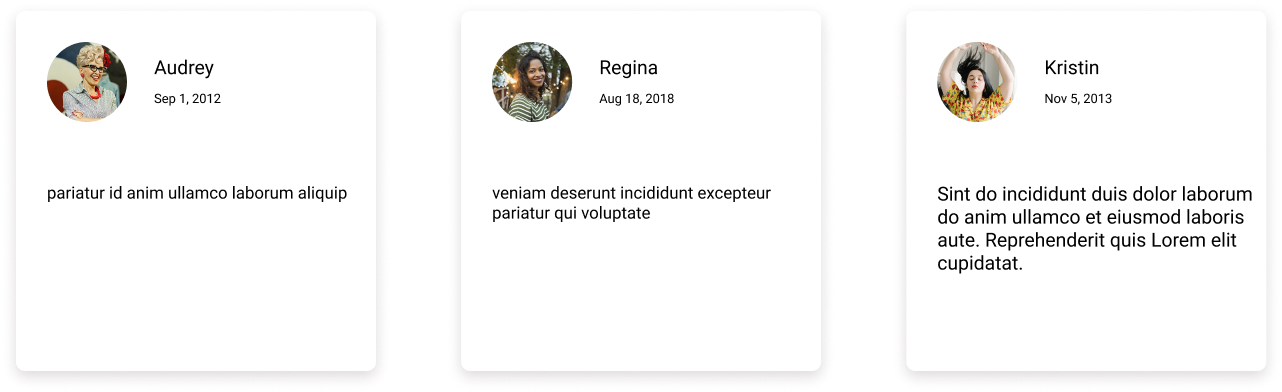 Audrey
Sep 1, 2012
pariatur id anim ullamco laborum aliquip
Regina
Aug 18, 2018
veniam deserunt incididunt excepteur
pariatur qui voluptate
Kristin
Nov 5, 2013
Sint do incididunt duis dolor laborum
do anim ullamco et eiusmod laboris
aute. Reprehenderit quis Lorem elit
cupidatat.